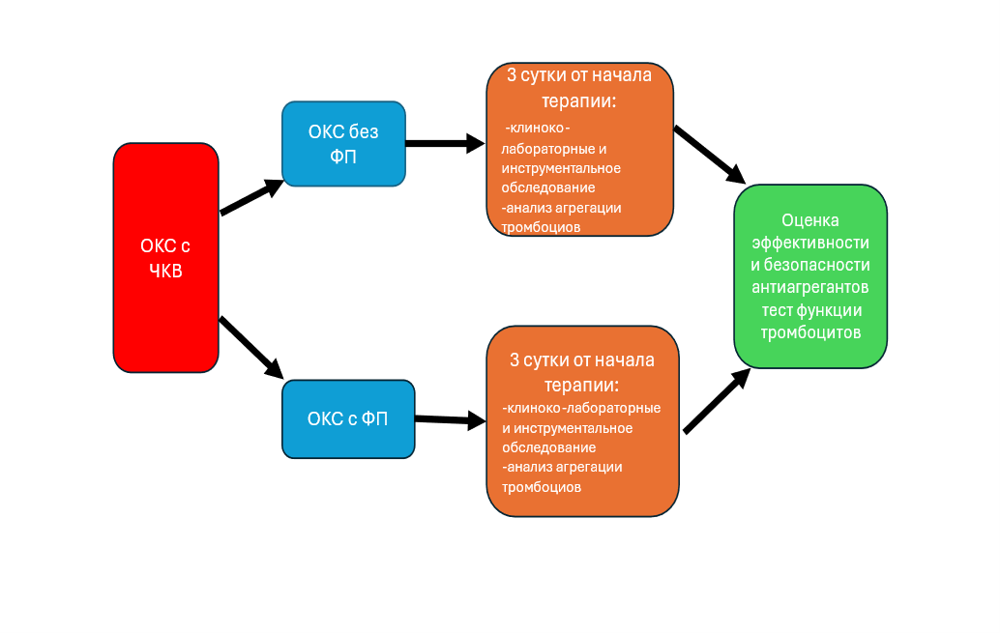 ОКС с
ЧКВ
ОКС без
ФП
3 сутки от начала
терапии:
-клиноко-
лабораторные и
инструментальное
обследование
-анализ агрегации
тромбоциов
ОКС с ФП
3 сутки от начала
терапии:
-клиноко-лабораторные
и инструментальное
обследование
-анализ агрегации
тромбоциов
Оценка
эффективности
и безопасности
антиагрегантов
тест функции
тромбоцитов